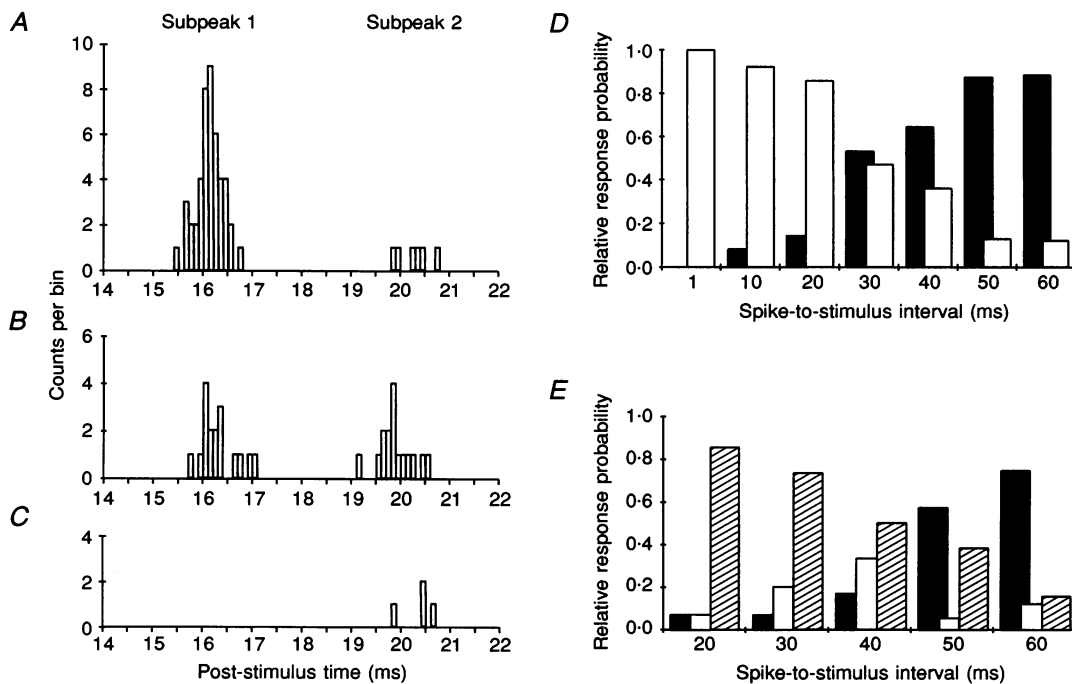 A
Subpeak 1
Subpeak 2
10
8
6
4
2
0
14 15 16 17 18 19 20 21 22
B
Counts per bin
6
4
2
0
14 15 16 17 18 19 20 21 22
C
4
2
0
14 15 16 17 18 19 20 21 22
Post-stimulus time (ms)
D
Relative response probability
1·0
0·8
0·6
0·4
0·2
0·0
1 10 20 30 40 50 60
Spike-to-stimulus interval (ms)
E
Relative response probability
1·0
0·8
0·6
0·4
0·2
0·0
20 30 40 50 60
Spike-to-stimulus interval (ms)